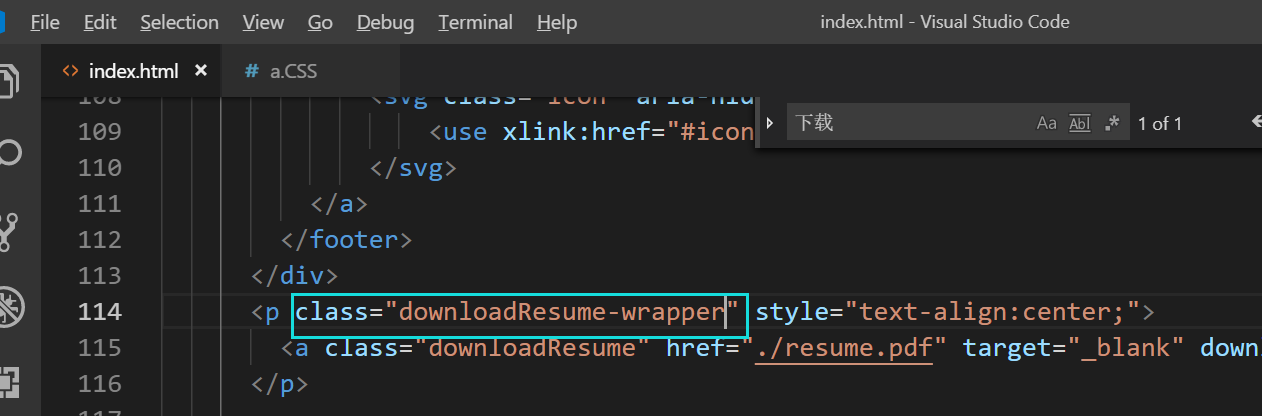 File Edit Selection View Go Debug Terminal Help index.html - Visual Studio Code
<> index.html × # a.CSS
下载 Aa Abl .* 1 of 1
108 <svg class="icon" aria-hid
109 <use xlink:href="#icon
110 </svg>
111 </a>
112 </footer>
113 </div>
114 <p class="downloadResume-wrapper" style="text-align:center;">
115 <a class="downloadResume" href="./resume.pdf" target="_blank" down
116 </p>
117